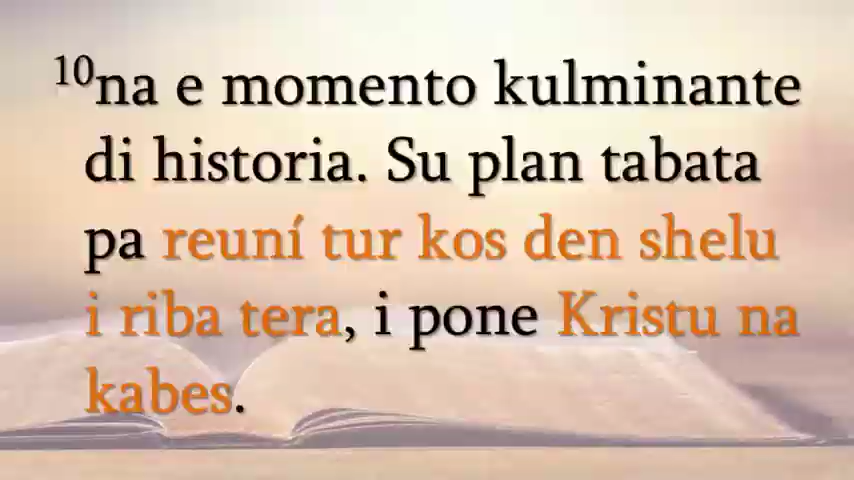 10na e momento kulminante
di historia. Su plan tabata
pa reuní tur kos den shelu
i riba tera, i pone Kristu na
kabes.